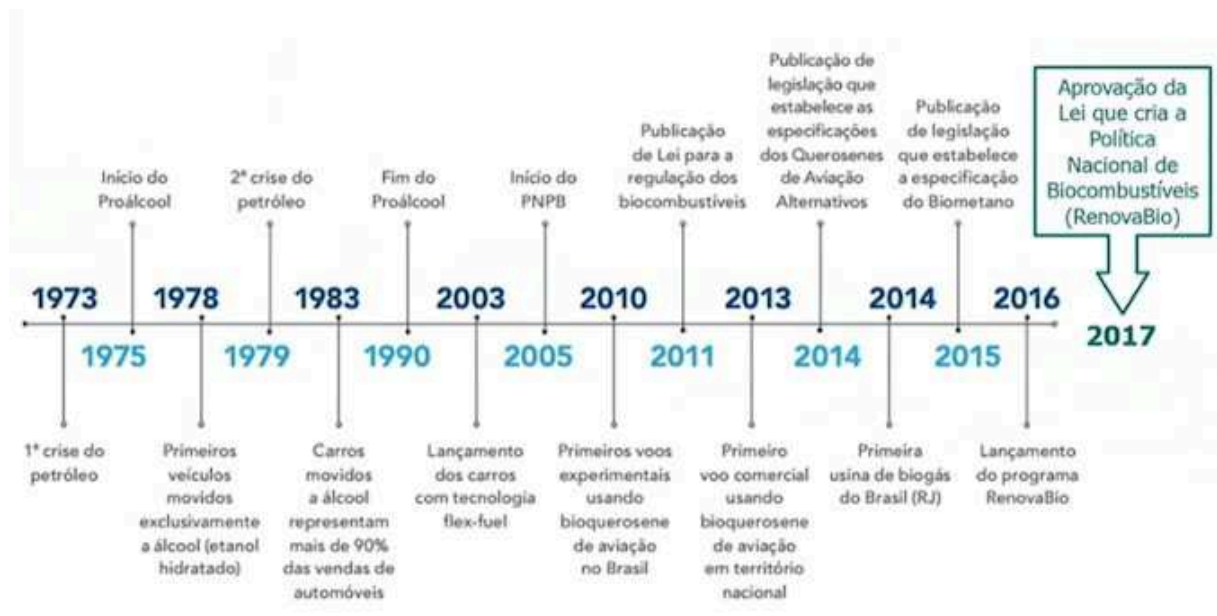 Início do
Proálcool
2ª crise do
petróleo
Fim do
Proálcool
Início do
PNPB
Publicação
de Lei para a
regulação dos
biocombustíveis
Publicação de
legislação que
estabelece as
especificações
dos Querosenes
de Aviação
Alternativos
Publicação
de legislação
que estabelece
a especificação
do Biometano
Aprovação da
Lei que cria a
Política
Nacional de
Biocombustíveis
(RenovaBio)
1973
1978
1983
2003
2010
2013
2014
2016
1975
1979
1990
2005
2011
2014
2015
2017
1ª crise do
petróleo
Primeiros
veículos
movidos
exclusivamente
a álcool (etanol
hidratado)
Carros
movidos
a álcool
representam
mais de 90%
das vendas de
automóveis
Lançamento
dos carros
com tecnologia
flex-fuel
Primeiros voos
experimentais
usando
bioquerosene
de aviação
no Brasil
Primeiro
voo comercial
usando
bioquerosene
de aviação
em território
nacional
Primeira
usina de biogás
do Brasil (RJ)
Lançamento
do programa
RenovaBio